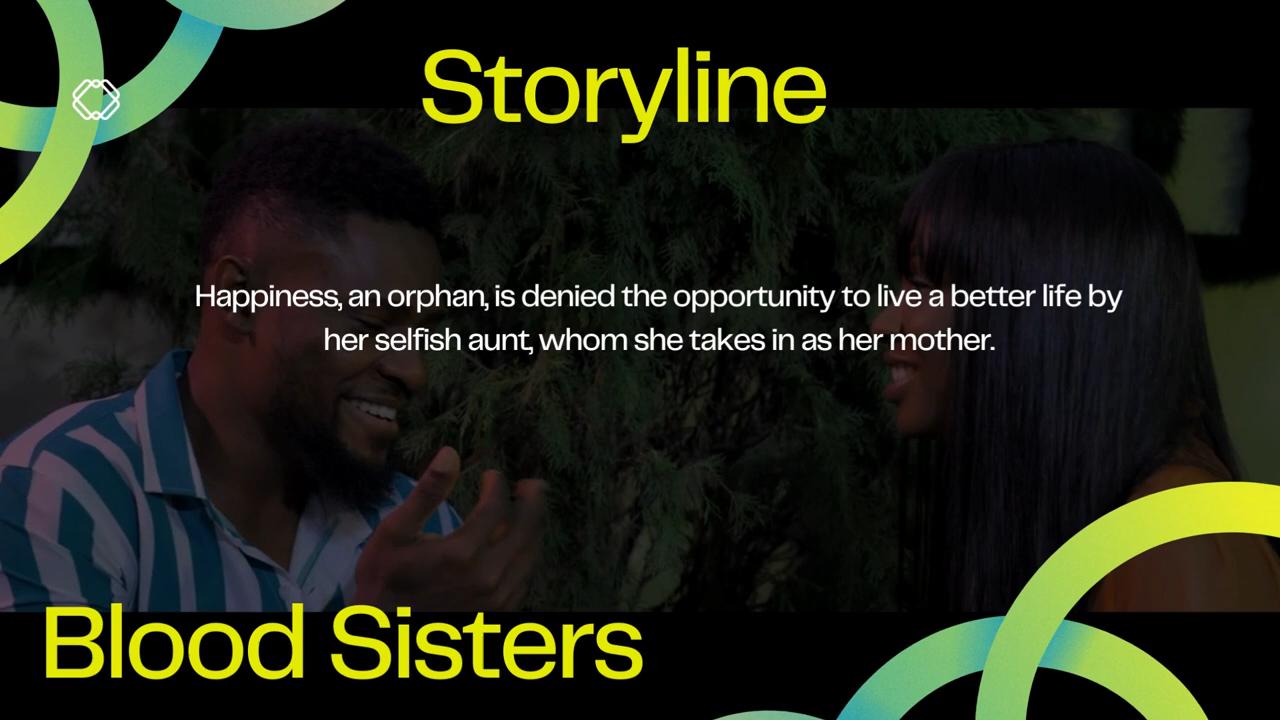 Storyline
Happiness, an orphan, is denied the opportunity to live a better life by
her selfish aunt, whom she takes in as her mother.
Blood Sisters